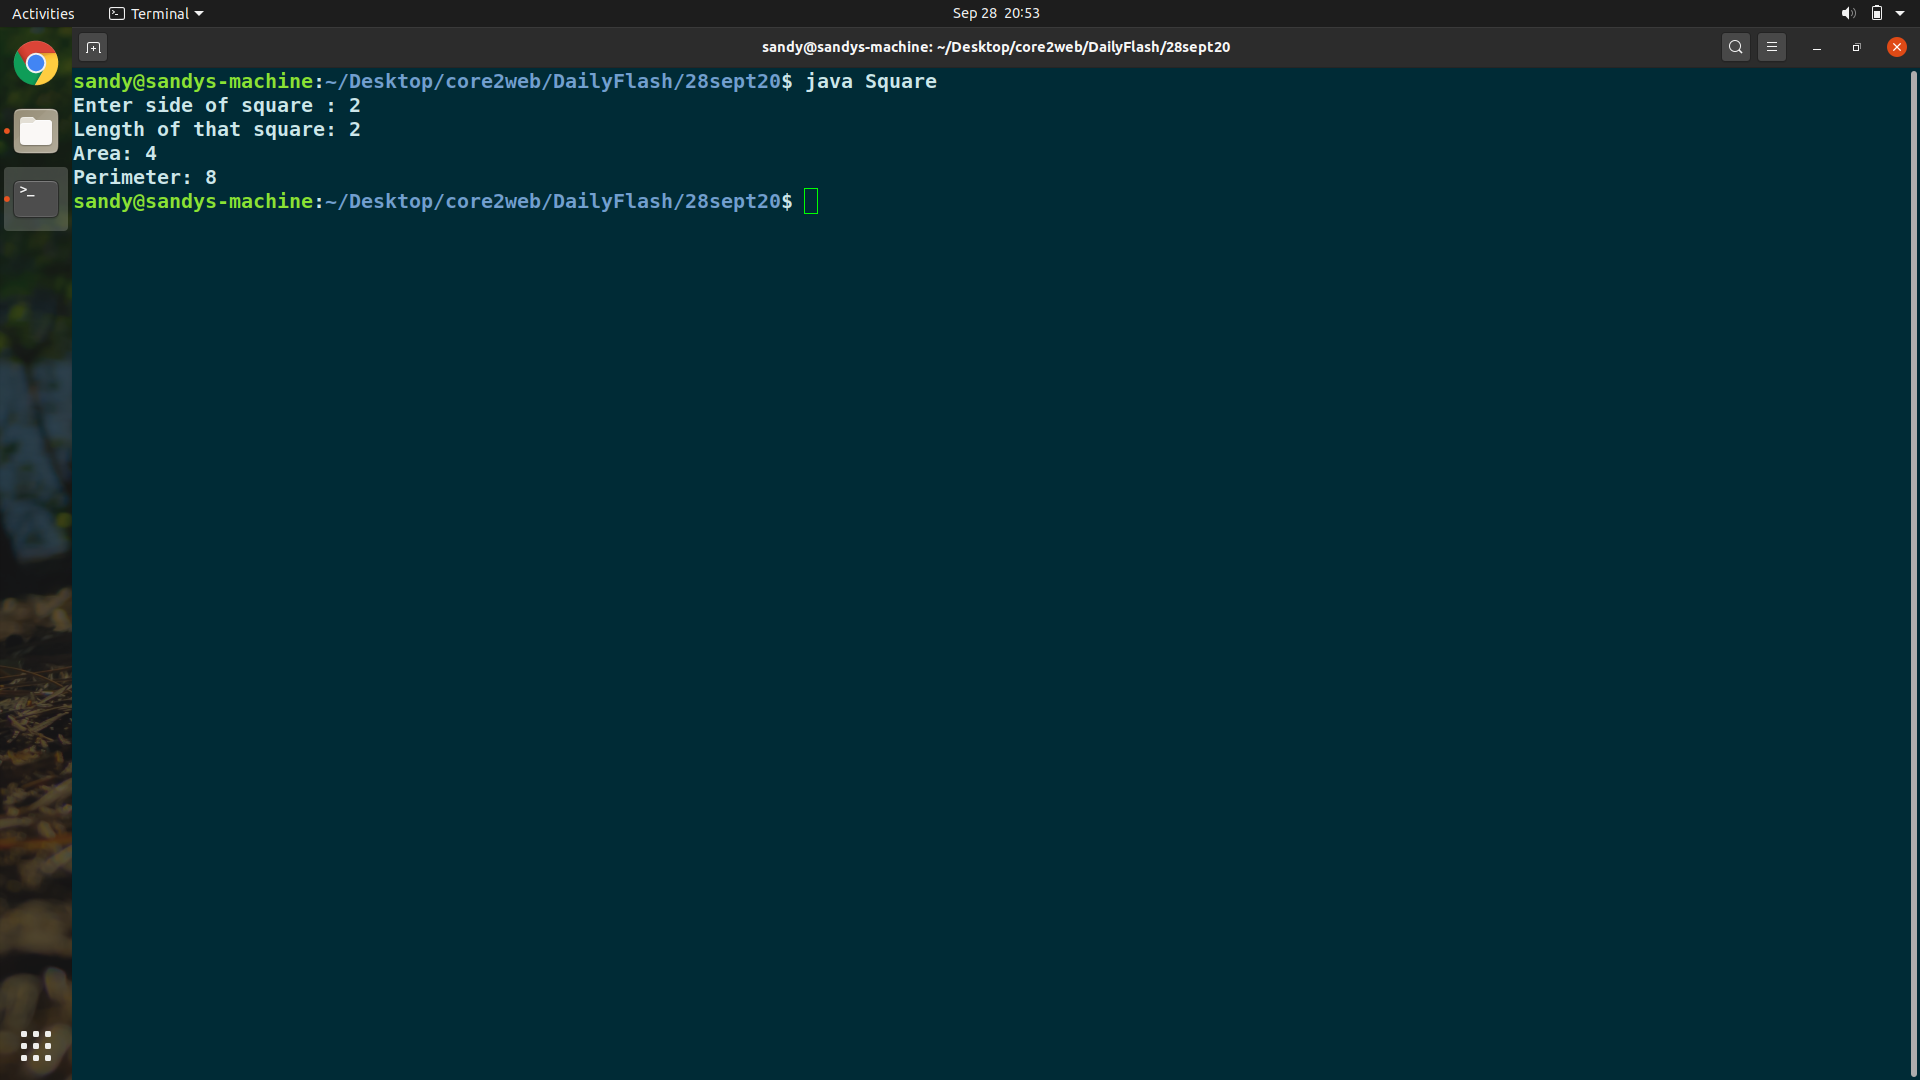 Activities
Terminal
Sep 28 20:53
sandy@sandys-machine: ~/Desktop/core2web/DailyFlash/28sept20
sandy@sandys-machine:~/Desktop/core2web/DailyFlash/28sept20$ java Square
Enter side of square : 2
Length of that square: 2
Area: 4
Perimeter: 8
sandy@sandys-machine:~/Desktop/core2web/DailyFlash/28sept20$